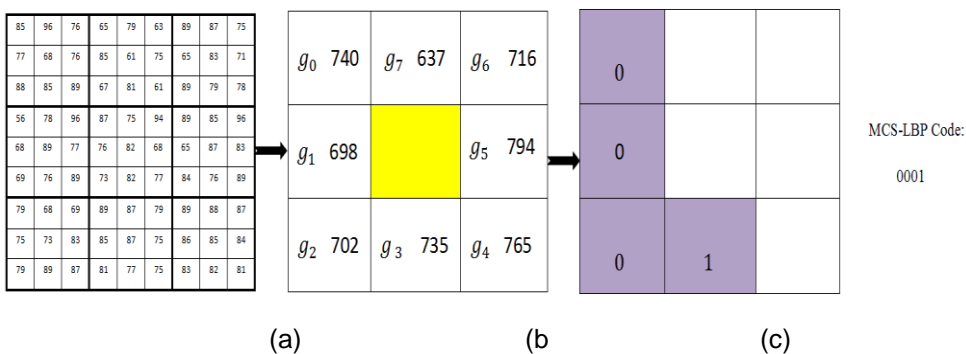 85 96 76 65 79 63 89 87 75
77 68 76 85 61 75 65 83 71
88 85 89 67 81 61 89 79 78
56 78 96 87 75 94 89 85 96
68 89 77 76 82 68 65 87 83
69 76 89 73 82 77 84 76 89
79 68 69 89 87 79 89 88 87
75 73 83 85 87 75 86 85 84
79 89 87 81 77 75 83 82 81
g0 740 g7 637 g6 716
g1 698 g5 794
g2 702 g3 735 g4 765
0
0
0 1
MCS-LBP Code:
0001
(a) (b) (c)